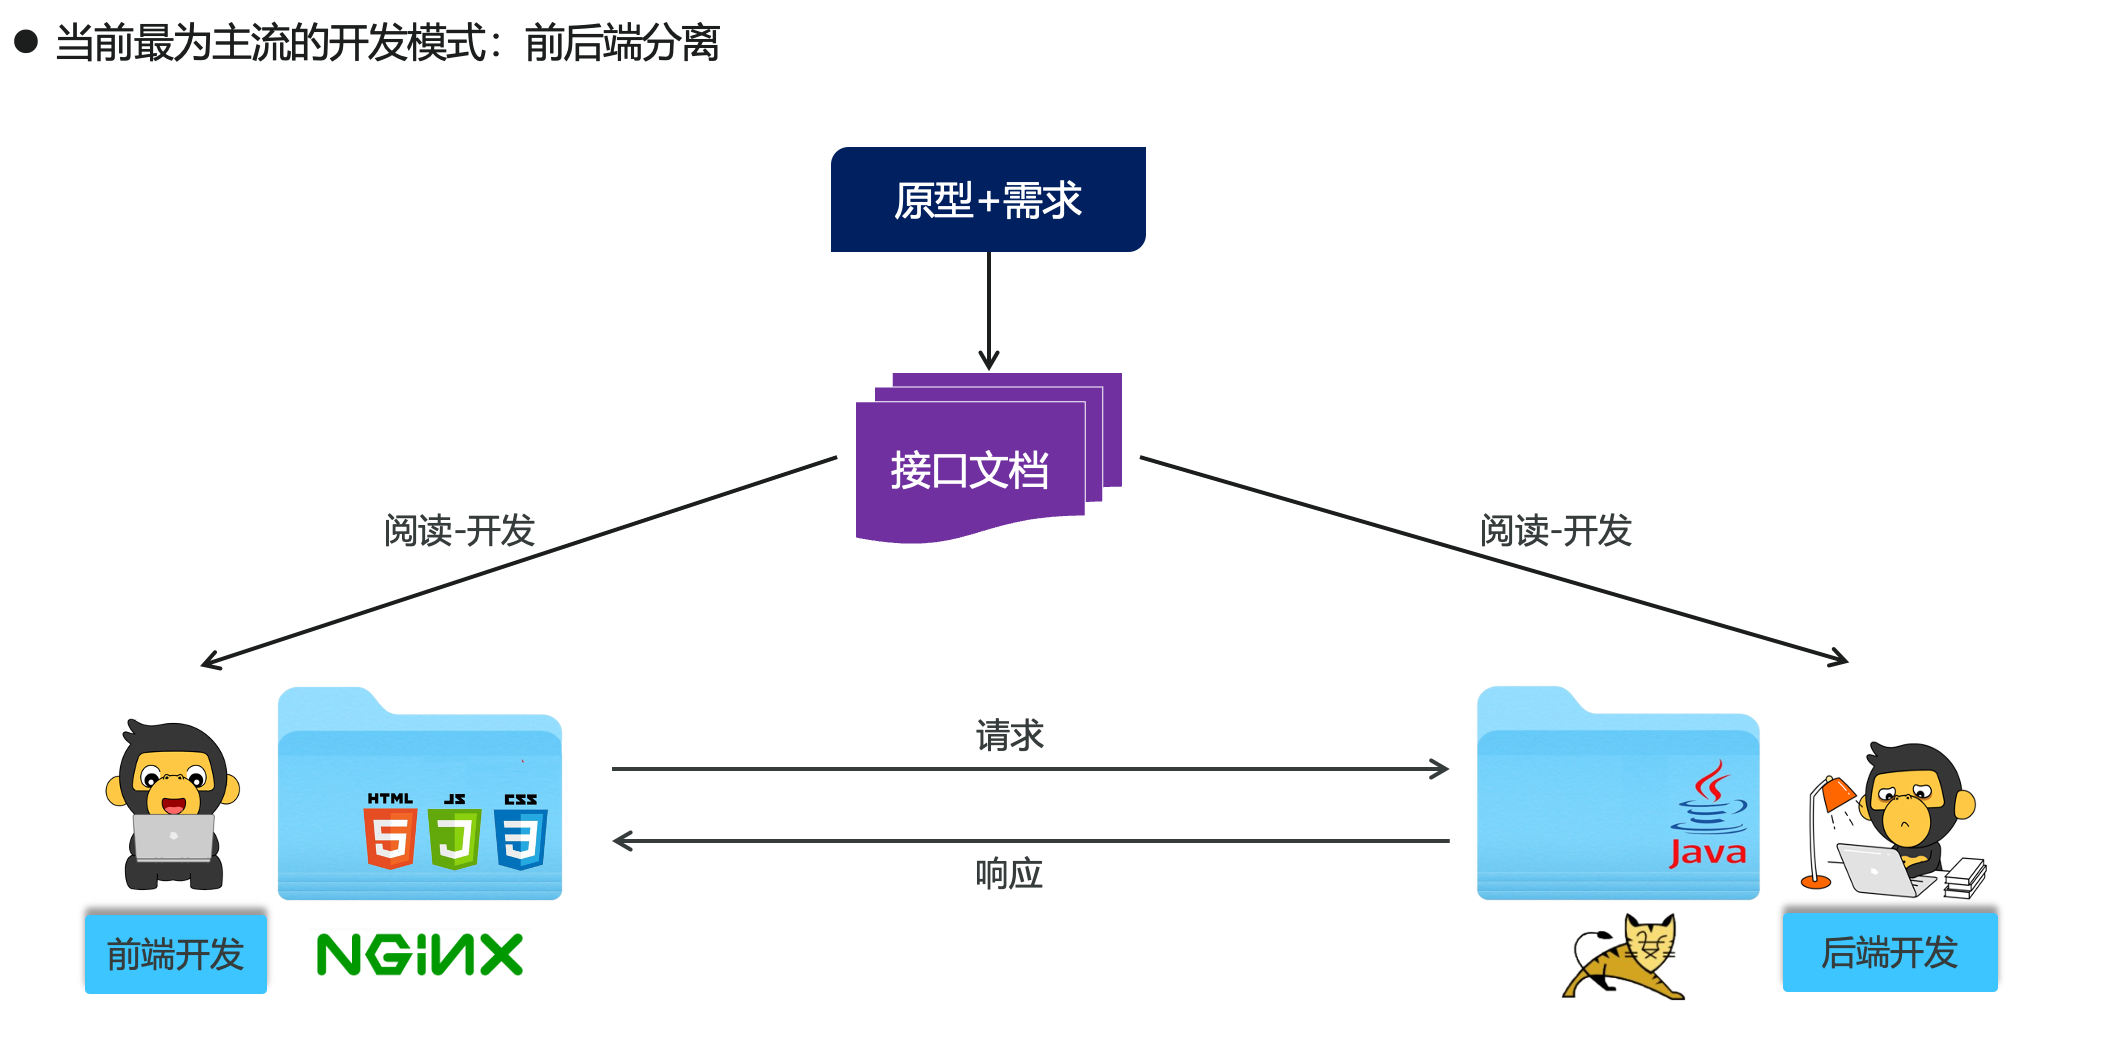 ● 当前最为主流的开发模式：前后端分离
原型+需求
接口文档
阅读-开发
阅读-开发
请求
响应
HTML JS CSS
Java
前端开发
NGINX
后端开发